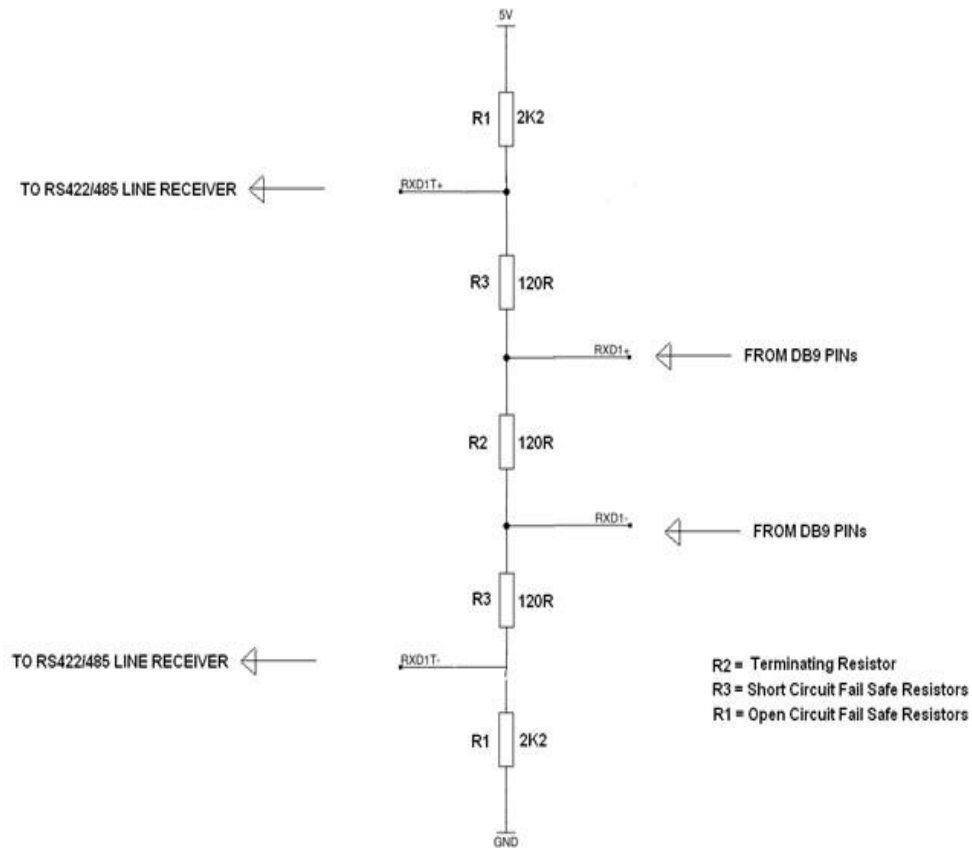 5V
R1 2K2
TO RS422/485 LINE RECEIVER
RXD1T+
R3 120R
RXD1+
FROM DB9 PINs
R2 120R
RXD1-
FROM DB9 PINs
R3 120R
TO RS422/485 LINE RECEIVER
RXD1T-
R2 = Terminating Resistor
R3 = Short Circuit Fail Safe Resistors
R1 = Open Circuit Fail Safe Resistors
R1 2K2
GND